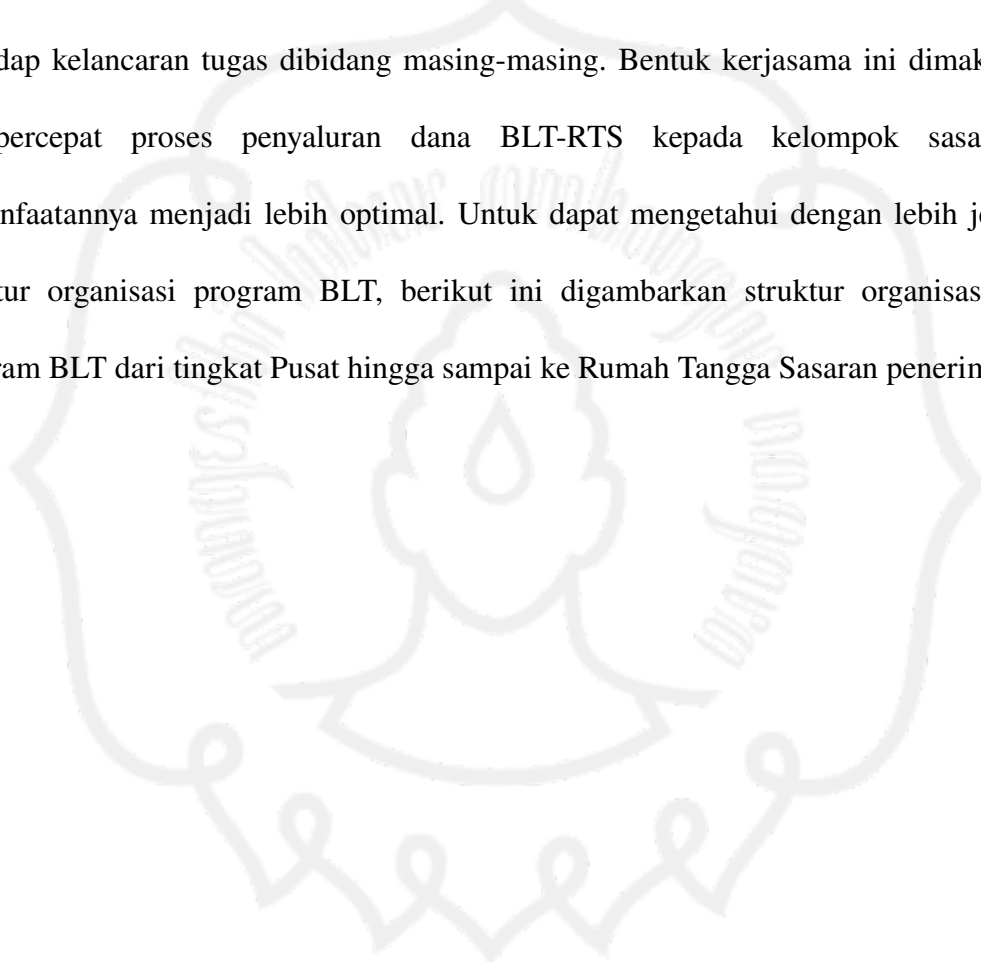 dap kelancaran tugas dibidang masing-masing. Bentuk kerjasama ini dimak
percepat proses penyaluran dana BLT-RTS kepada kelompok sasa
nfaatannya menjadi lebih optimal. Untuk dapat mengetahui dengan lebih je
tur organisasi program BLT, berikut ini digambarkan struktur organisas
ram BLT dari tingkat Pusat hingga sampai ke Rumah Tangga Sasaran penerin